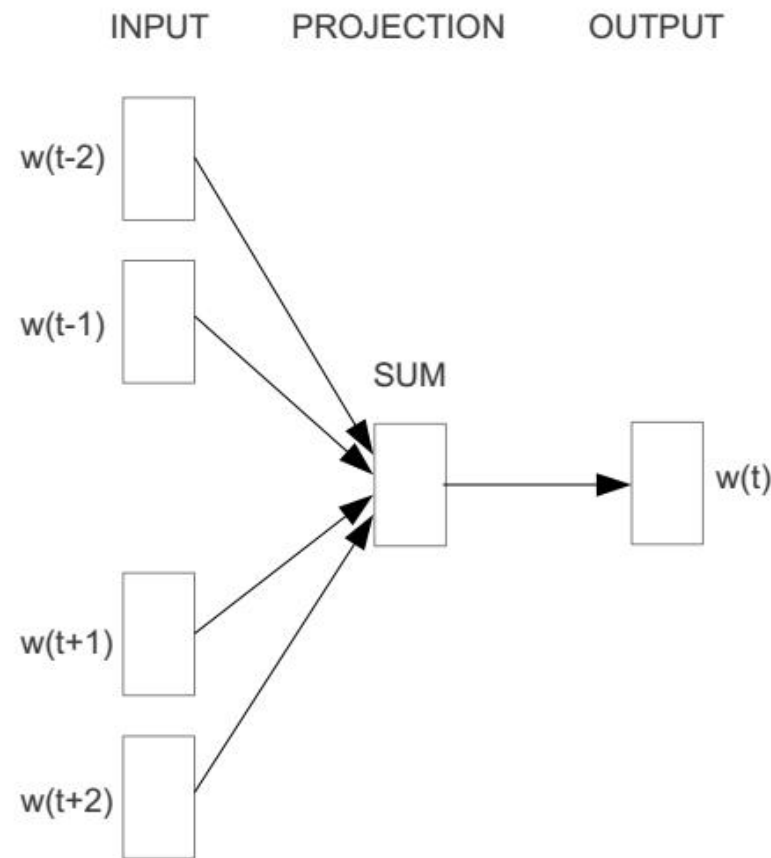 INPUT PROJECTION OUTPUT
w(t-2)
w(t-1)
SUM
w(t)
w(t+1)
w(t+2)